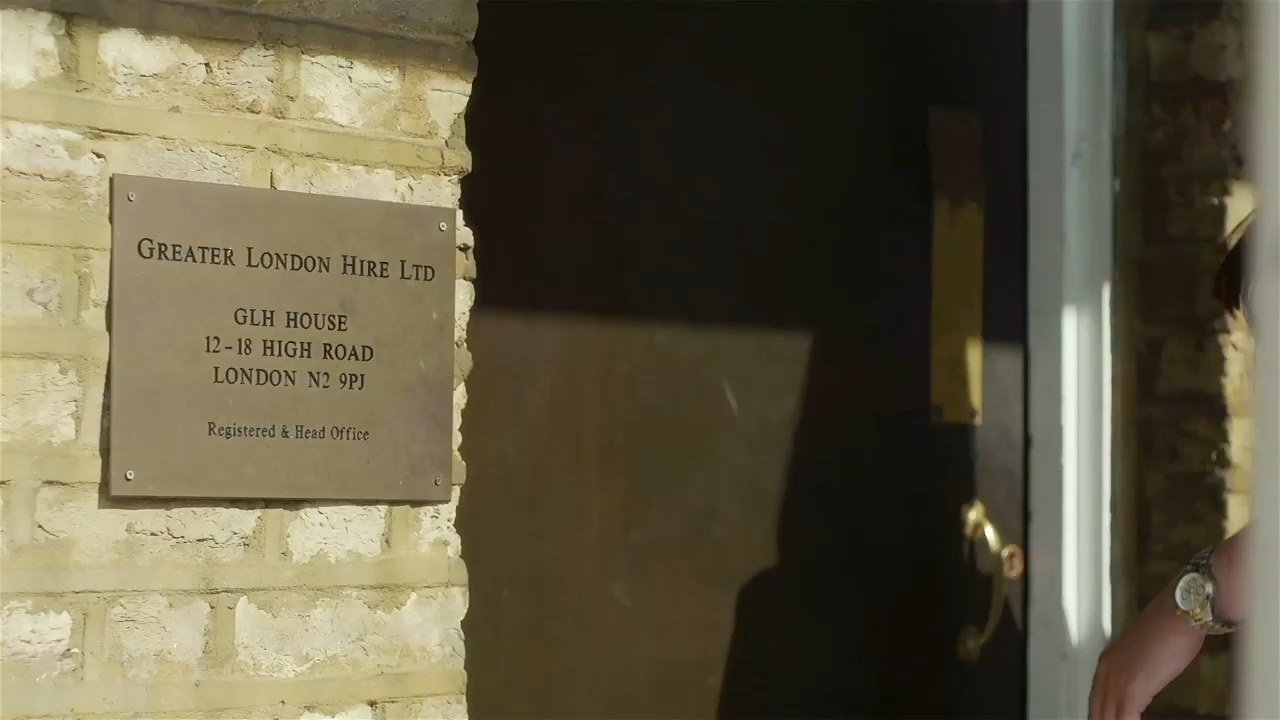 GREATER LONDON HIRE LTD
GLH HOUSE
12-18 HIGH ROAD
LONDON N2 9PJ
Registered & Head Office